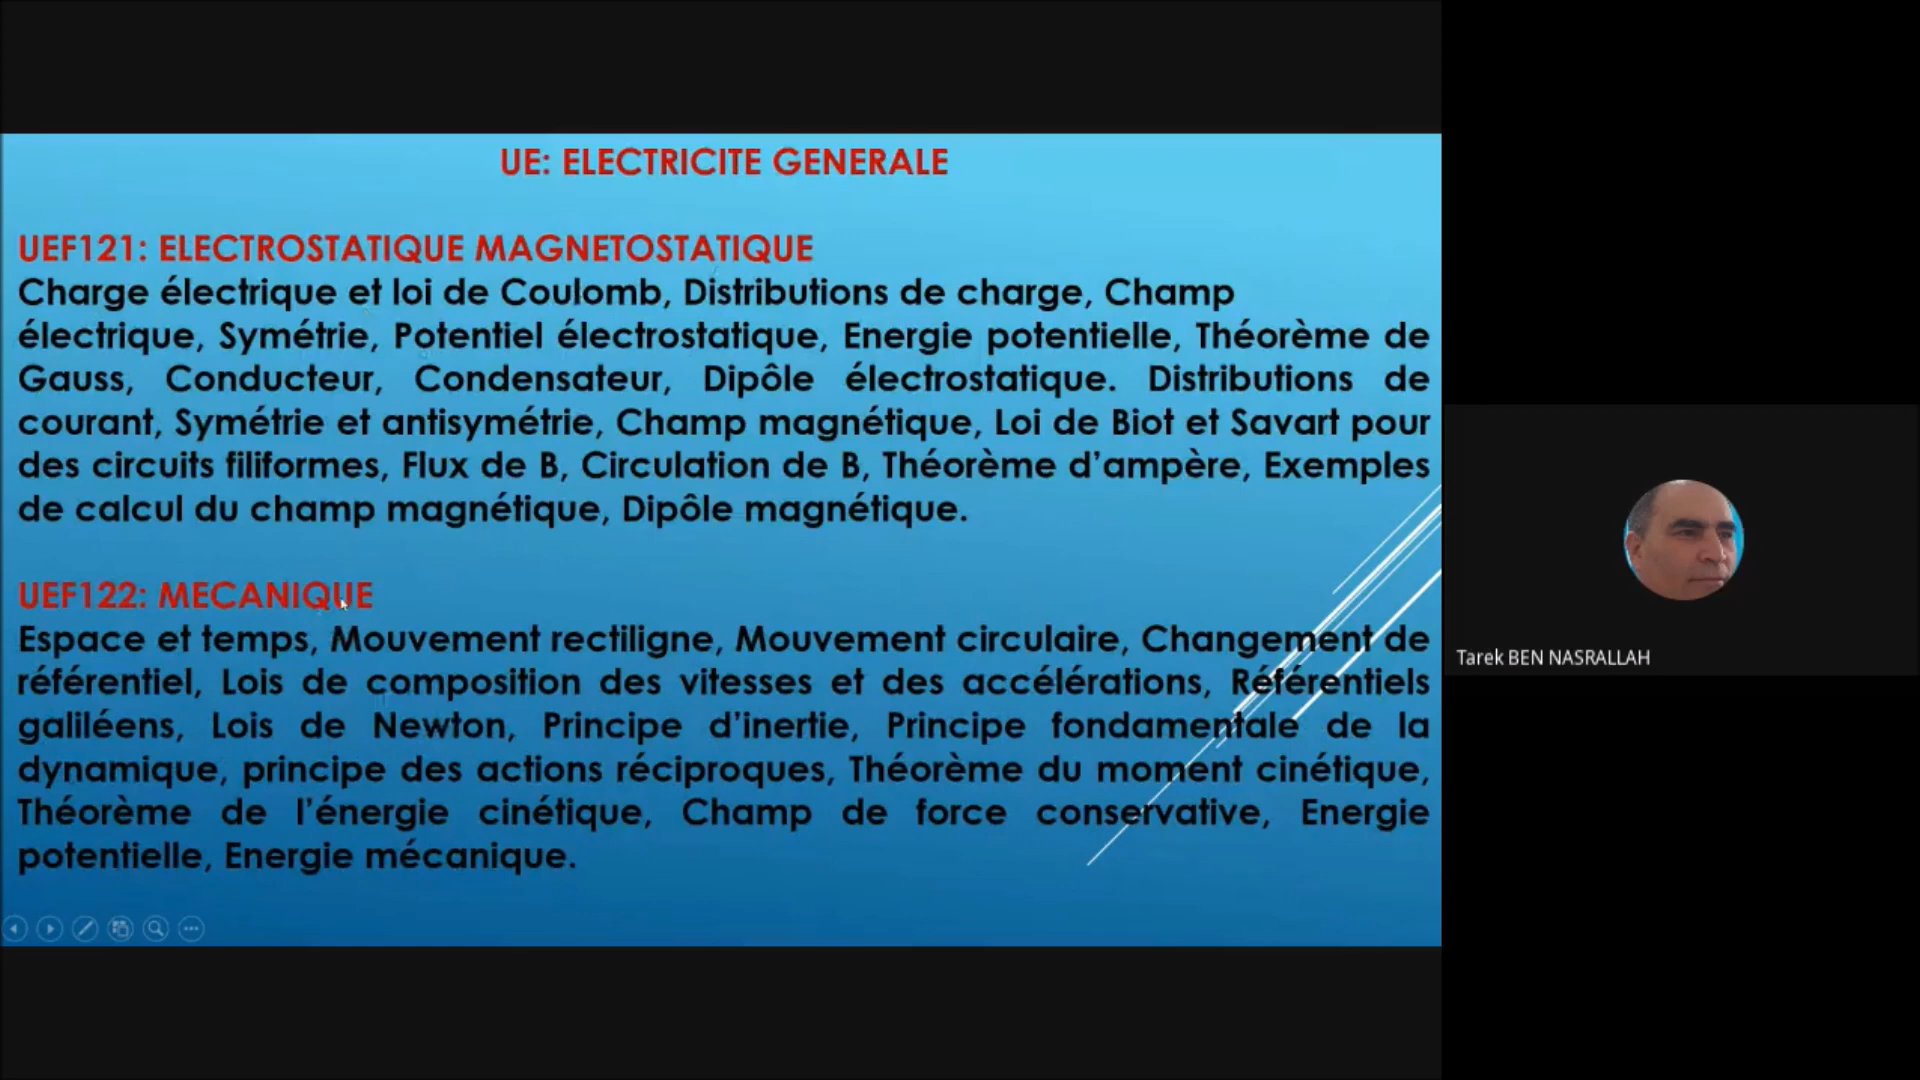 UE: ELECTRICITE GENERALE
UEF121: ELECTROSTATIQUE MAGNETOSTATIQUE
Charge électrique et loi de Coulomb, Distributions de charge, Champ
électrique, Symétrie, Potentiel électrostatique, Energie potentielle, Théorème de
Gauss, Conducteur, Condensateur, Dipôle électrostatique. Distributions de
courant, Symétrie et antisymétrie, Champ magnétique, Loi de Biot et Savart pour
des circuits filiformes, Flux de B, Circulation de B, Théorème d’ampère, Exemples
de calcul du champ magnétique, Dipôle magnétique.
UEF122: MECANIQUE
Espace et temps, Mouvement rectiligne, Mouvement circulaire, Changement de
référentiel, Lois de composition des vitesses et des accélérations, Référentiels
galiléens, Lois de Newton, Principe d’inertie, Principe fondamentale de la
dynamique, principe des actions réciproques, Théorème du moment cinétique,
Théorème de l’énergie cinétique, Champ de force conservative, Energie
potentielle, Energie mécanique.
Tarek BEN NASRALLAH